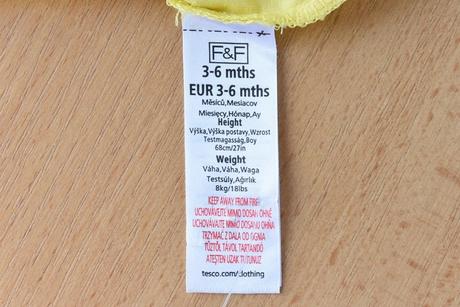 F&F
3-6 mths
EUR 3-6 mths
Měsíců,Mesiacov
Miesięcy,Hónap,Ay
Height
Výška,Výška postavy,Wzrost
Testmagasság,Boy
68cm/27in
Weight
Váha,Váha,Waga
Testsúly,Ağırlık
8kg/18lbs
KEEP AWAY FROM FIRE
UCHOVÁVEJTE MIMO DOSAH OHNĚ
UCHOVÁVAJTE MIMO DOSAHU OHŇA
TRZYMAĆ Z DALA OD OGNIA
TŰZTŐL TÁVOL TARTANDÓ
ATEŞTEN UZAK TUTUNUZ
tesco.com/clothing